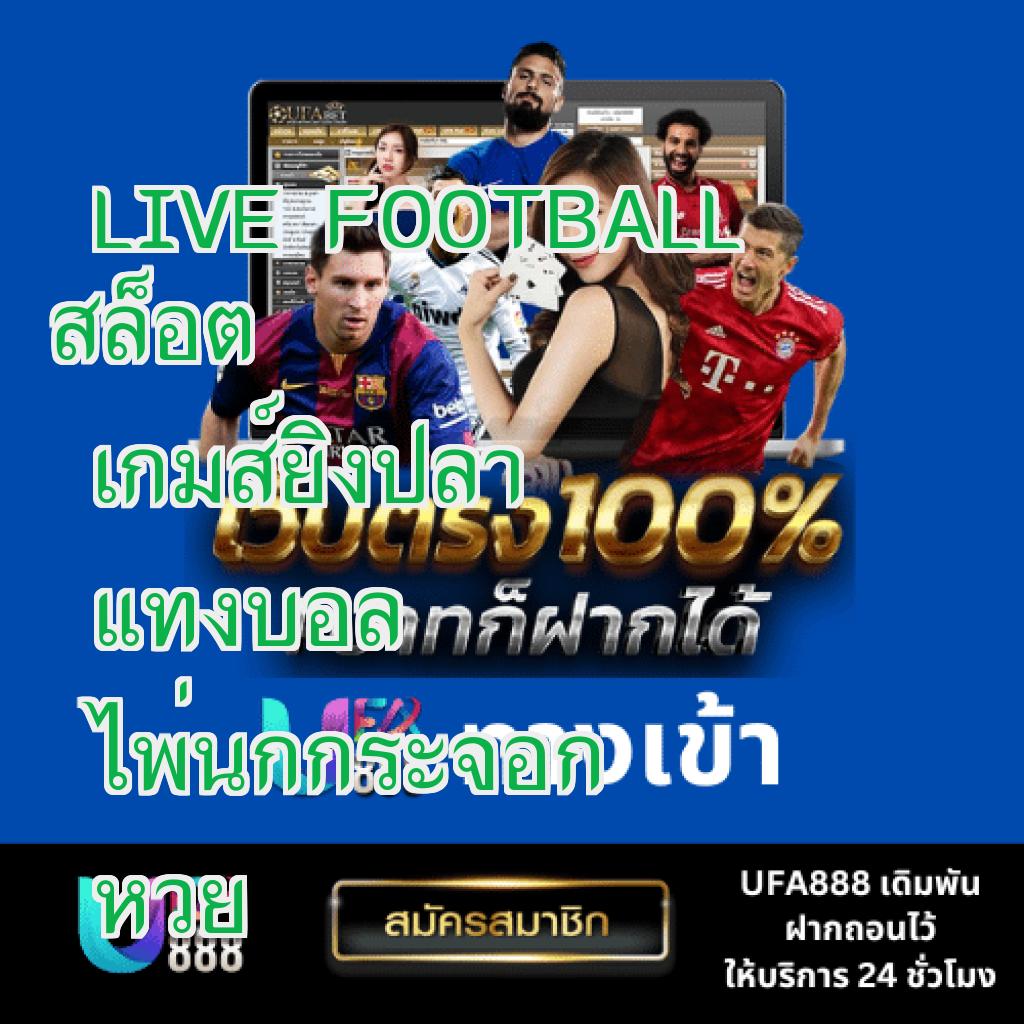 UFABET
LIVE FOOTBALL
สล็อต
เกมส์ยิงปลา
เว็บตรง100%
แทงบอล
ก็ฝากได้
ไพ่นกกระจอก
ทางเข้า
หวย
888
สมัครสมาชิก
UFA888 เดิมพัน
ฝากถอนไว้
ให้บริการ 24 ชั่วโมง